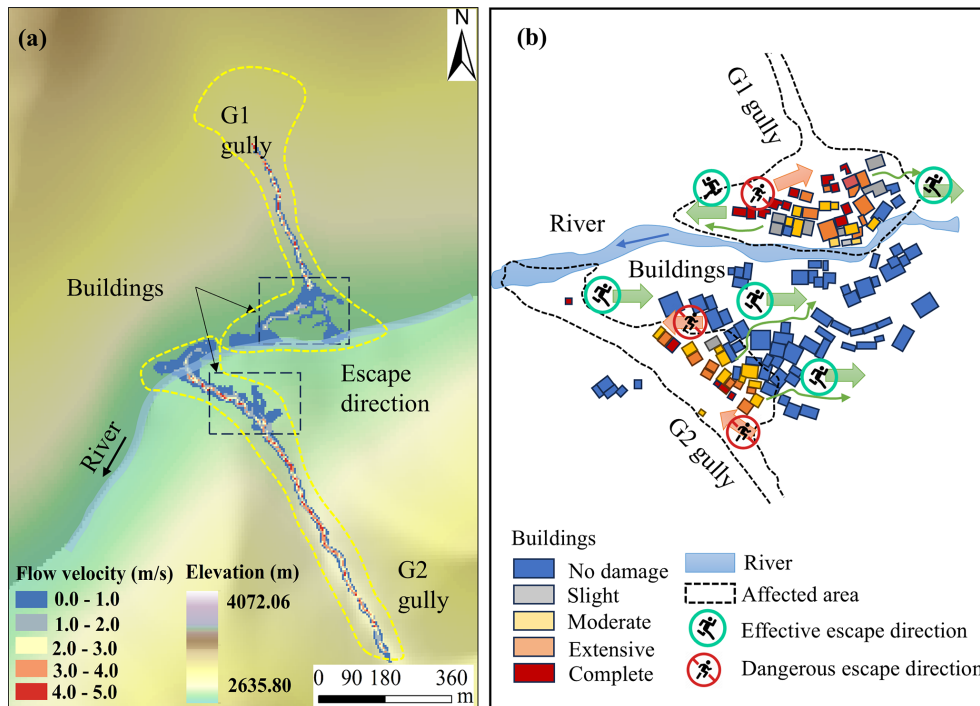 (a)
N
G1
gully
Buildings
Escape
direction
River
G2
gully
Flow velocity (m/s)
0.0 - 1.0
1.0 - 2.0
2.0 - 3.0
3.0 - 4.0
4.0 - 5.0
Elevation (m)
4072.06
2635.80
0 90 180 360
m
(b)
G1 gully
River
Buildings
G2 gully
Buildings
No damage
Slight
Moderate
Extensive
Complete
River
Affected area
Effective escape direction
Dangerous escape direction